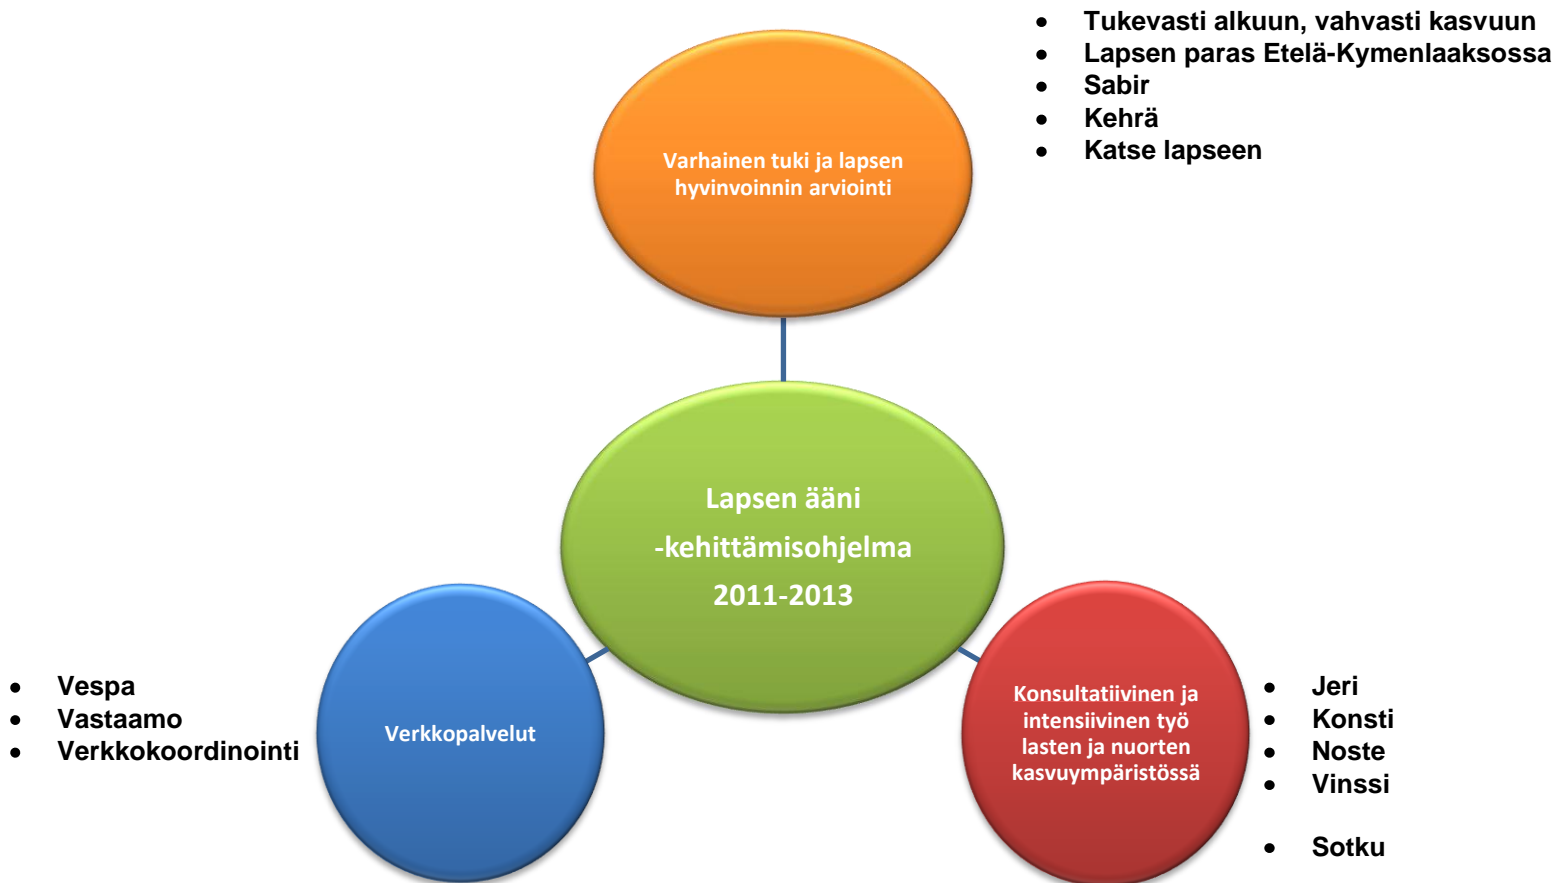 • Tukevasti alkuun, vahvasti kasvuun
• Lapsen paras Etelä-Kymenlaaksossa
• Sabir
• Kehrä
• Katse lapseen
Varhainen tuki ja lapsen
hyvinvoinnin arviointi
Lapsen ääni
-kehittämisohjelma
2011-2013
• Vespa
• Vastaamo
• Verkkokoordinointi
Verkkopalvelut
Konsultatiivinen ja
intensiivinen työ
lasten ja nuorten
kasvuympäristössä
• Jeri
• Konsti
• Noste
• Vinssi
• Sotku